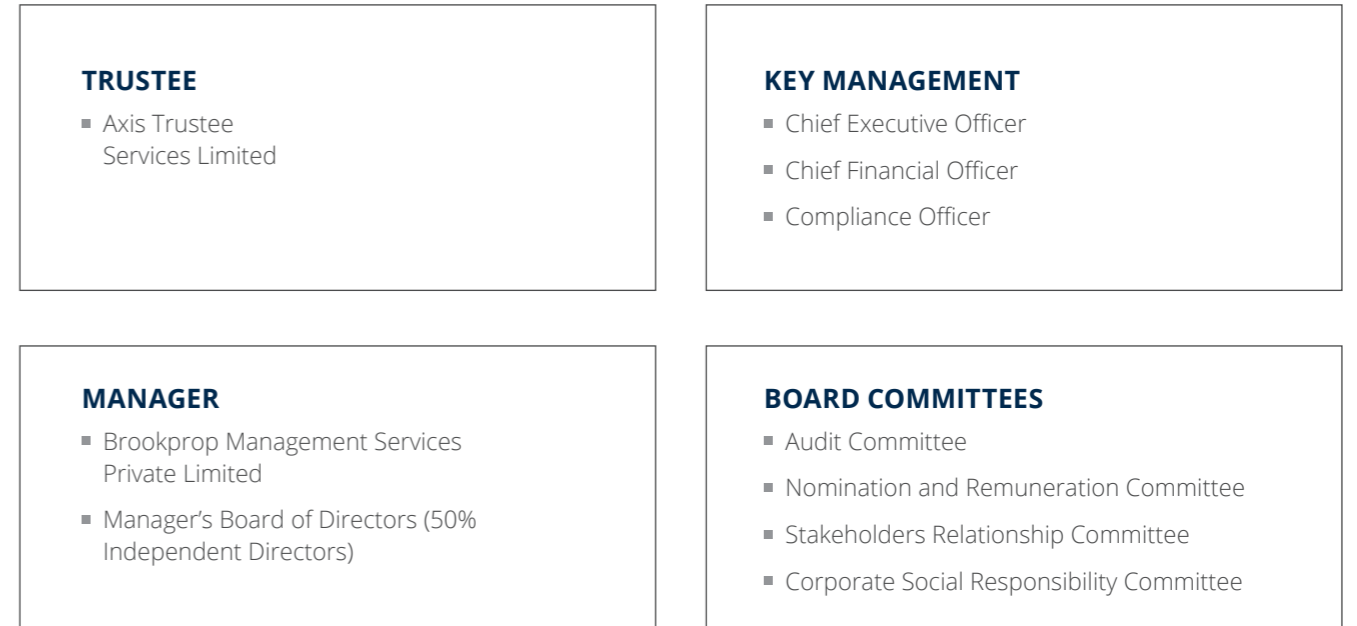 TRUSTEE
▪ Axis Trustee
Services Limited
KEY MANAGEMENT
▪ Chief Executive Officer
▪ Chief Financial Officer
▪ Compliance Officer
MANAGER
▪ Brookprop Management Services
Private Limited
▪ Manager’s Board of Directors (50%
Independent Directors)
BOARD COMMITTEES
▪ Audit Committee
▪ Nomination and Remuneration Committee
▪ Stakeholders Relationship Committee
▪ Corporate Social Responsibility Committee